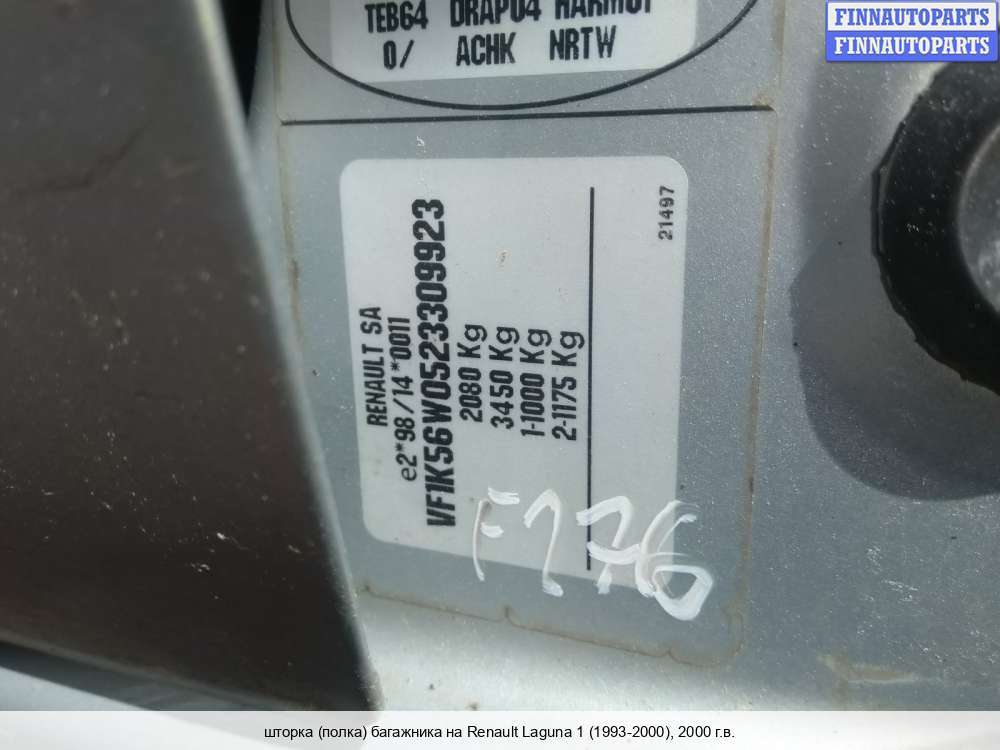 TEB64 DRAP04 HARM01
0/ ACHK NRTW
FINNAUTOPARTS
FINNAUTOPARTS
RENAULT SA
e2*98/14*0011
VF1K56W0523309923
2080 Kg
3450 Kg
1-1000 Kg
2-1175 Kg
21497
F176
шторка (полка) багажника на Renault Laguna 1 (1993-2000), 2000 г.в.